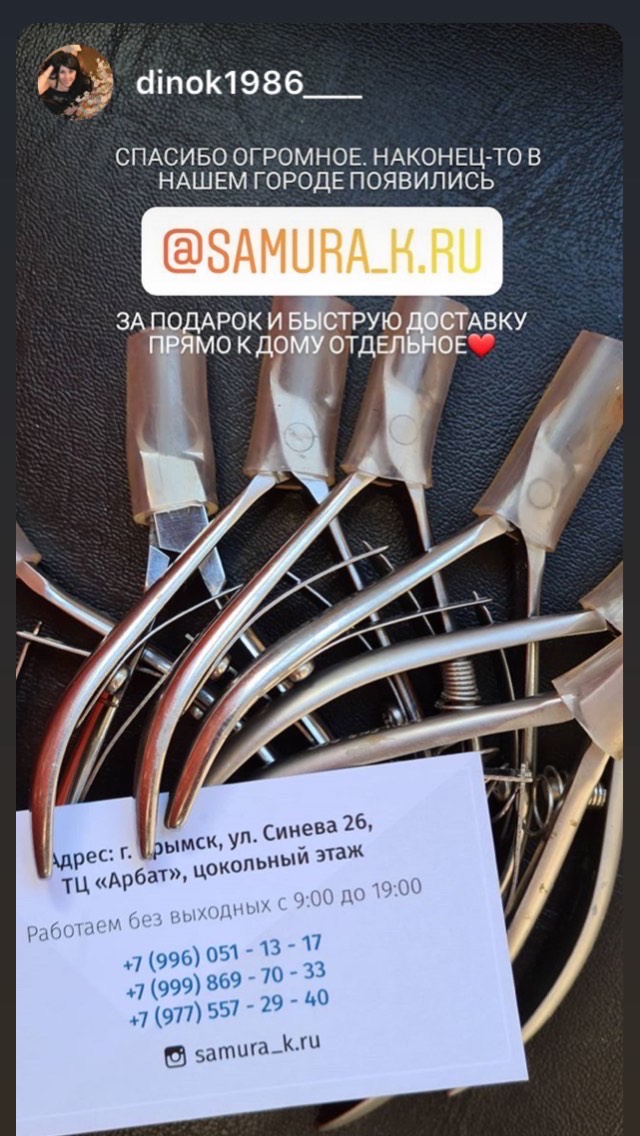 dinok1986____
СПАСИБО ОГРОМНОЕ. НАКОНЕЦ-ТО В
НАШЕМ ГОРОДЕ ПОЯВИЛИСЬ
@SAMURA_K.RU
ЗА ПОДАРОК И БЫСТРУЮ ДОСТАВКУ
ПРЯМО К ДОМУ ОТДЕЛЬНОЕ❤️
Адрес: г. рымск, ул. Синева 26,
ТЦ «Арбат», цокольный этаж
Работаем без выходных с 9:00 до 19:00
+7 (996) 051 - 13 - 17
+7 (999) 869 - 70 - 33
+7 (977) 557 - 29 - 40
samura_k.ru